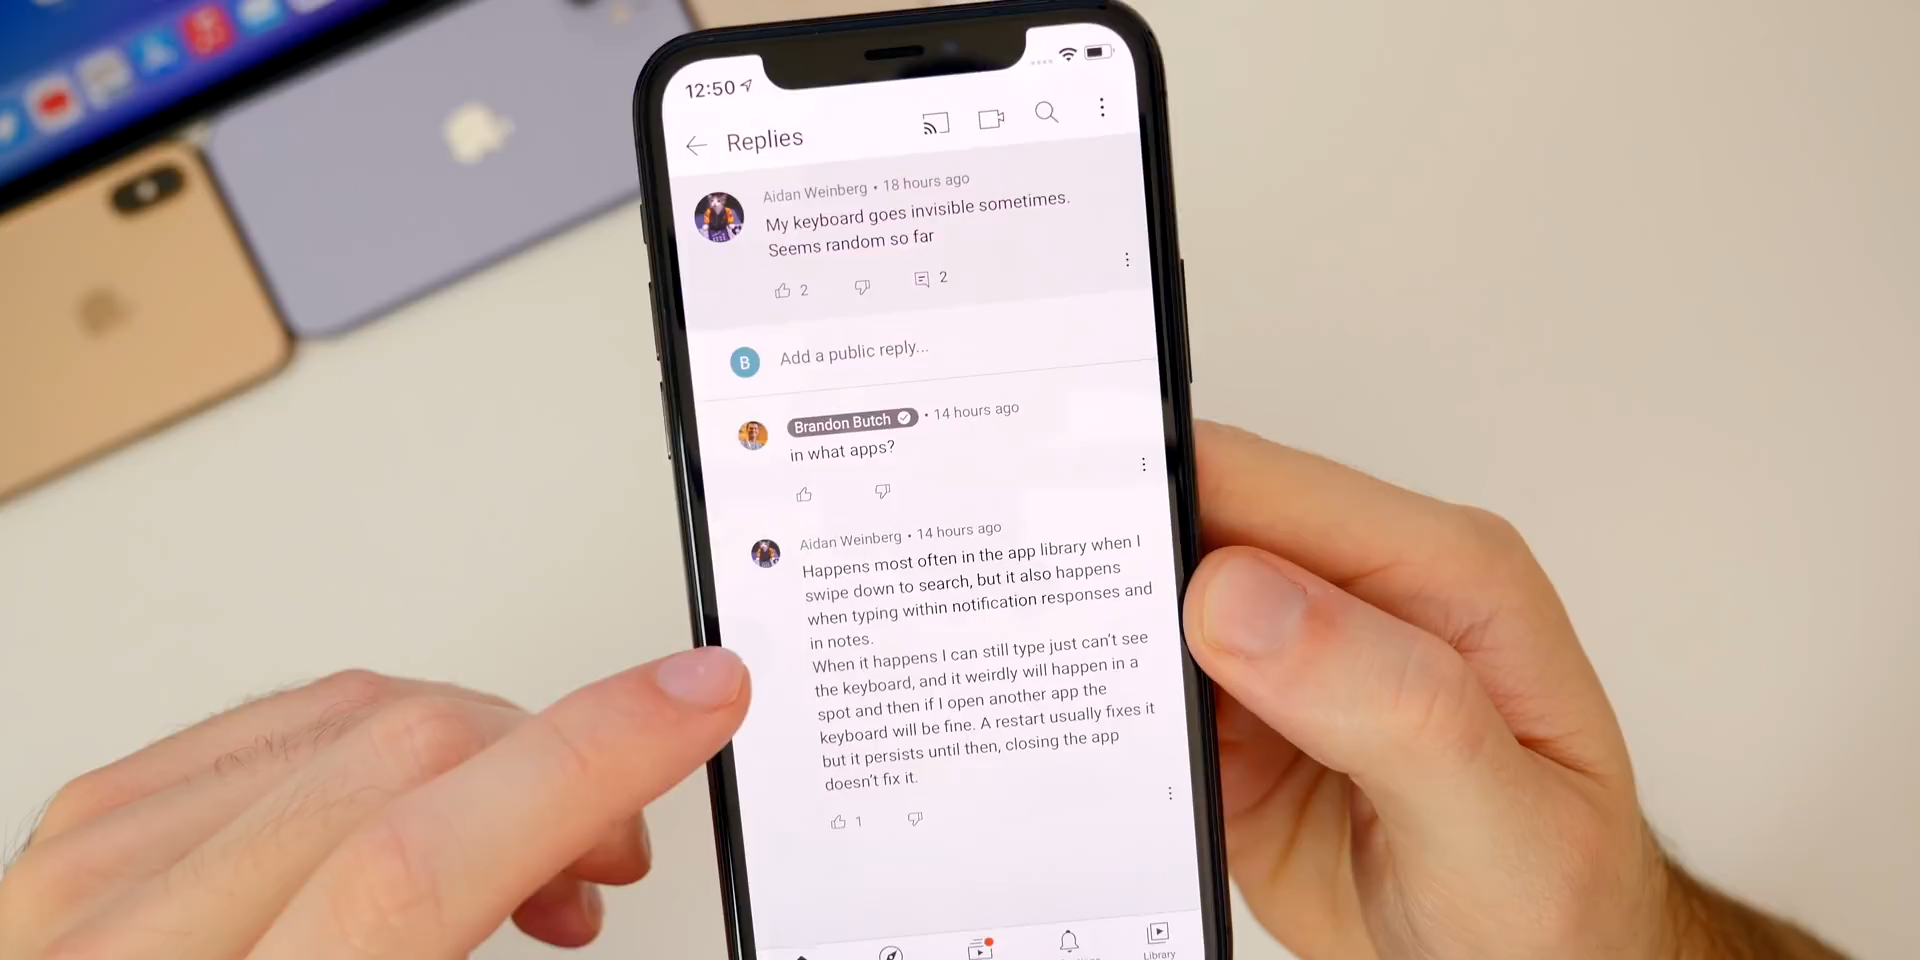 12:50
Replies
Aidan Weinberg • 18 hours ago
My keyboard goes invisible sometimes.
Seems random so far
2
2
B
Add a public reply...
Brandon Butch • 14 hours ago
in what apps?
Aidan Weinberg • 14 hours ago
Happens most often in the app library when I
swipe down to search, but it also happens
when typing within notification responses and
in notes.
When it happens I can still type just can't see
the keyboard, and it weirdly will happen in a
spot and then if I open another app the
keyboard will be fine. A restart usually fixes it
but it persists until then, closing the app
doesn't fix it.
1
Library